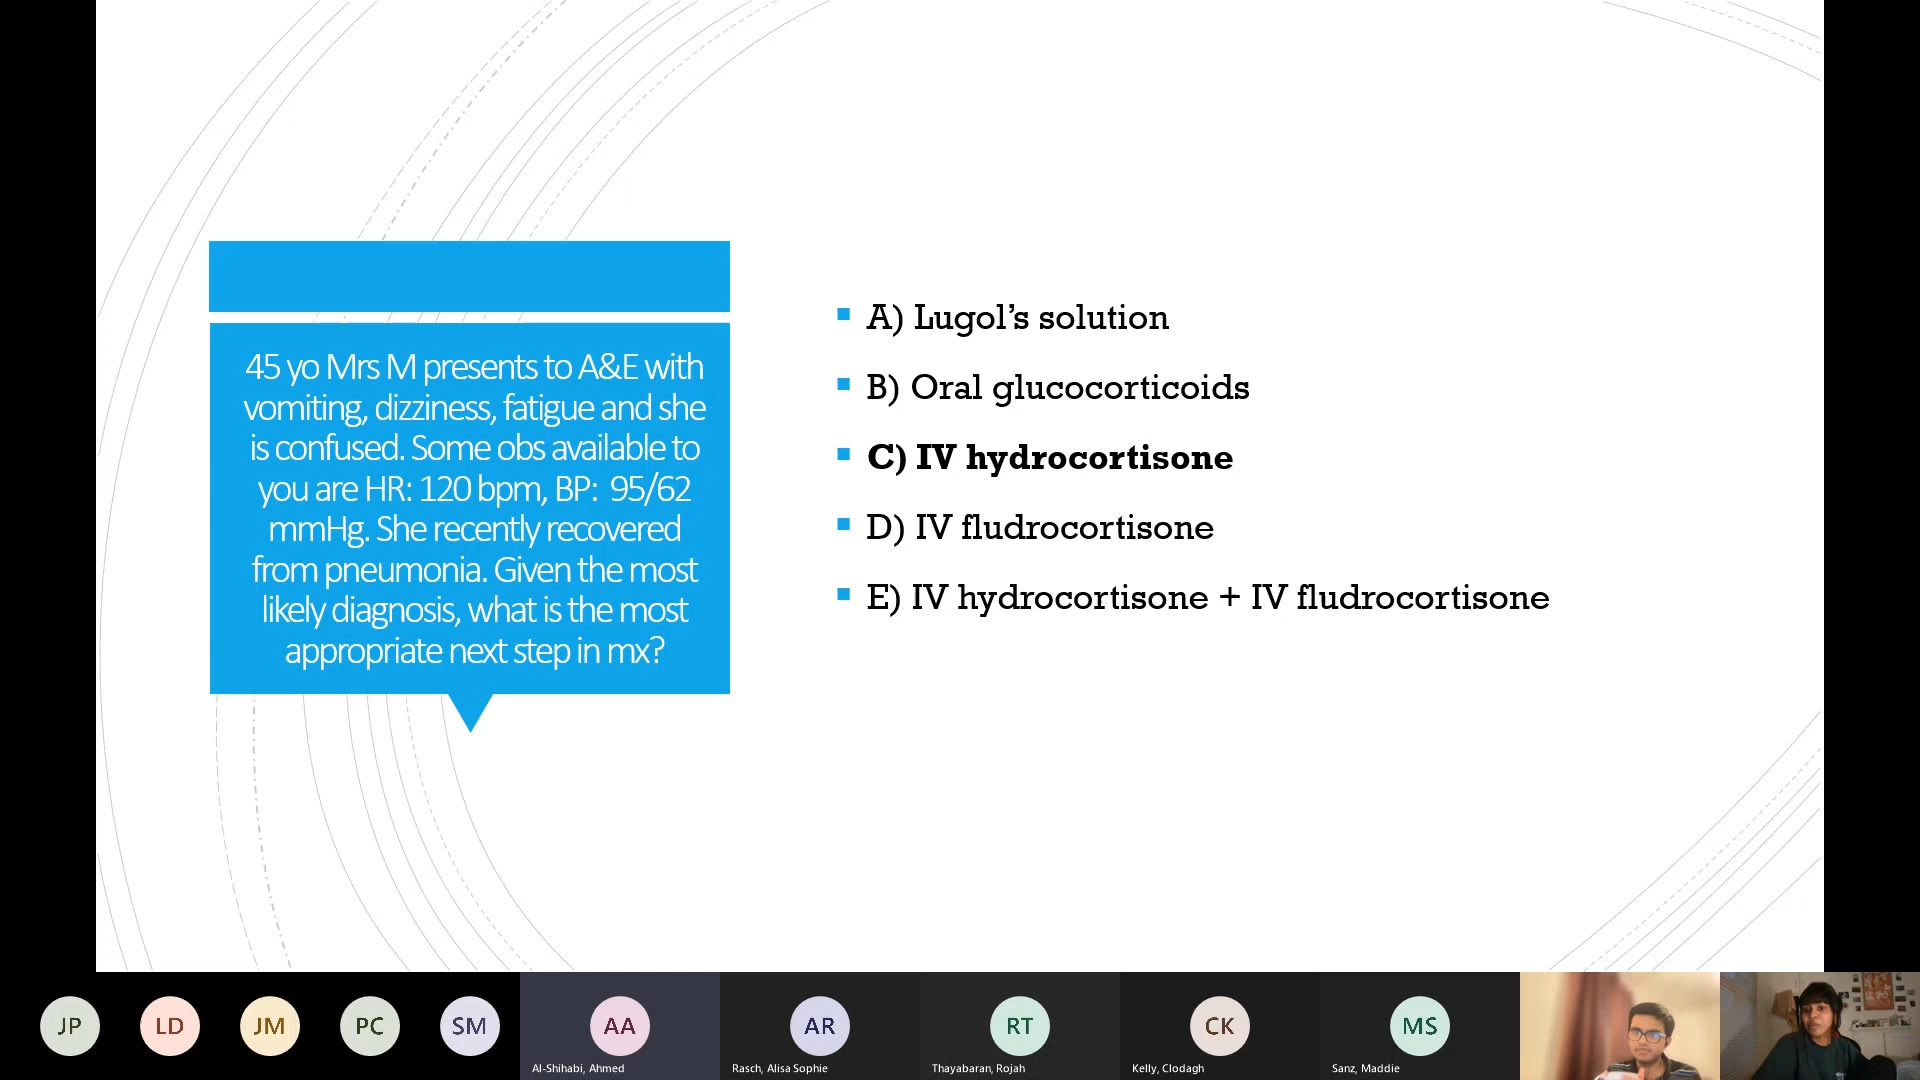 45 yo Mrs M presents to A&E with
vomiting, dizziness, fatigue and she
is confused. Some obs available to
you are HR: 120 bpm, BP: 95/62
mmHg. She recently recovered
from pneumonia. Given the most
likely diagnosis, what is the most
appropriate next step in mx?
A) Lugol's solution
B) Oral glucocorticoids
C) IV hydrocortisone
D) IV fludrocortisone
E) IV hydrocortisone + IV fludrocortisone
JP
LD
JM
PC
SM
AA
Al-Shihabi, Ahmed
AR
Rasch, Alisa Sophie
RT
Thayabaran, Rojah
CK
Kelly, Clodagh
MS
Sanz, Maddie